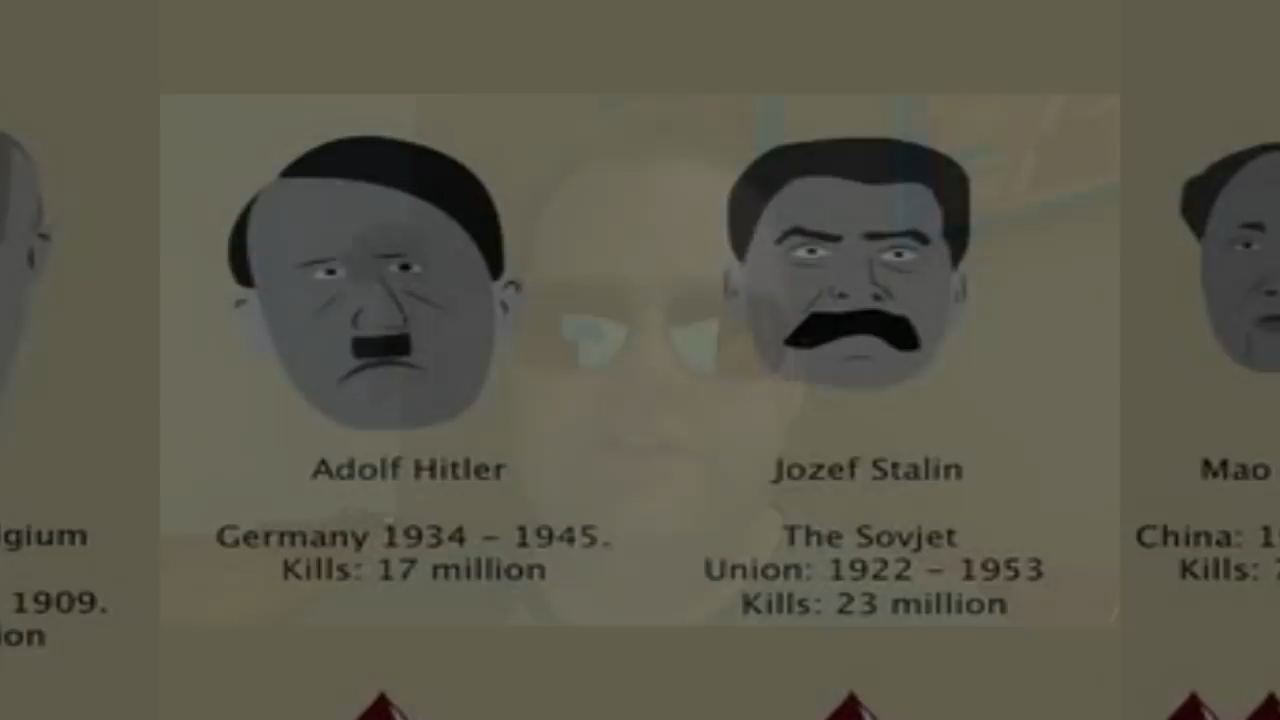 Adolf Hitler
Germany 1934 – 1945.
Kills: 17 million
Jozef Stalin
The Sovjet
Union: 1922 – 1953
Kills: 23 million
Mao
China: 1
Kills:
lgium
1909.
ion